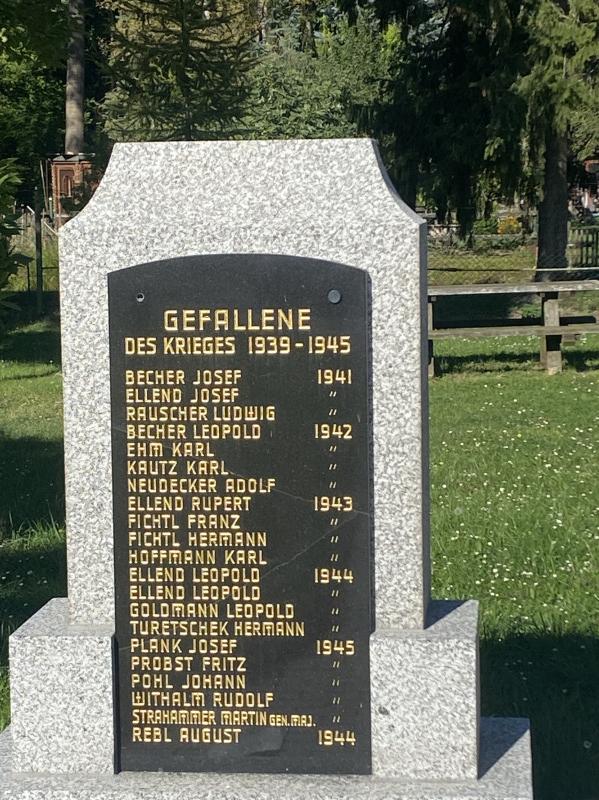 GEFALLENE
DES KRIEGES 1939-1945
BECHER JOSEF 1941
ELLEND JOSEF "
RAUSCHER LUDWIG "
BECHER LEOPOLD 1942
EHM KARL "
KAUTZ KARL "
NEUDECKER ADOLF "
ELLEND RUPERT 1943
FICHTL FRANZ "
FICHTL HERMANN "
HOFFMANN KARL "
ELLEND LEOPOLD 1944
ELLEND LEOPOLD "
GOLDMANN LEOPOLD "
TURETSCHEK HERMANN "
PLANK JOSEF 1945
PROBST FRITZ "
POHL JOHANN "
WITHALM RUDOLF "
STRAHAMMER MARTIN GEN.MAJ. "
REBL AUGUST 1944